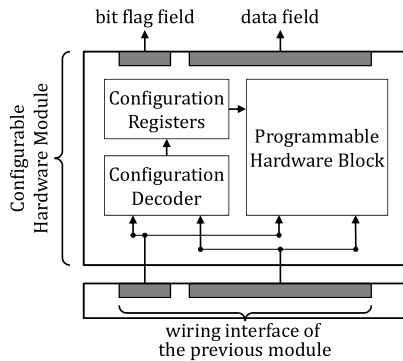 bit flag field
data field
Configurable
Hardware Module
Configuration
Registers
Programmable
Hardware Block
Configuration
Decoder
wiring interface of
the previous module